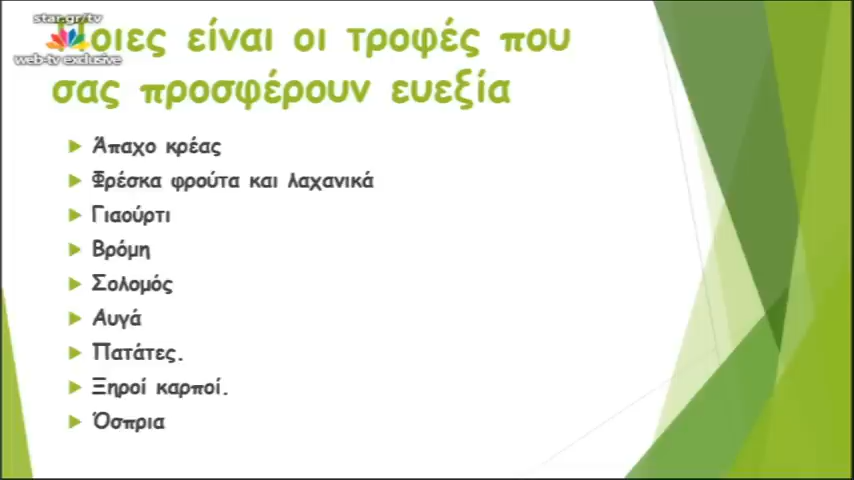 star.gr/tv
web-tv exclusive
Ποιες είναι οι τροφές που
σας προσφέρουν ευεξία
Άπαχο κρέας
Φρέσκα φρούτα και λαχανικά
Γιαούρτι
Βρόμη
Σολομός
Αυγά
Πατάτες.
Ξηροί καρποί.
Όσπρια